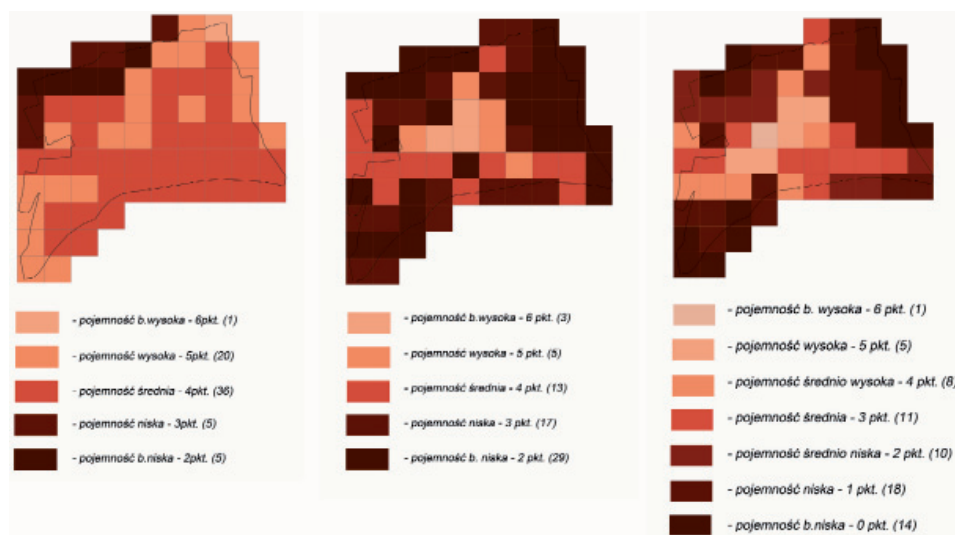 - pojemność b.wysoka - 6pkt. (1)
- pojemność wysoka - 5pkt. (20)
- pojemność średnia - 4pkt. (36)
- pojemność niska - 3pkt. (5)
- pojemność b.niska - 2pkt. (5)
- pojemność b.wysoka - 6 pkt. (3)
- pojemność wysoka - 5 pkt. (5)
- pojemność średnia - 4 pkt. (13)
- pojemność niska - 3 pkt. (17)
- pojemność b. niska - 2 pkt. (29)
- pojemność b. wysoka - 6 pkt. (1)
- pojemność wysoka - 5 pkt. (5)
- pojemność średnio wysoka - 4 pkt. (8)
- pojemność średnia - 3 pkt. (11)
- pojemność średnio niska - 2 pkt. (10)
- pojemność niska - 1 pkt. (18)
- pojemność b.niska - 0 pkt. (14)